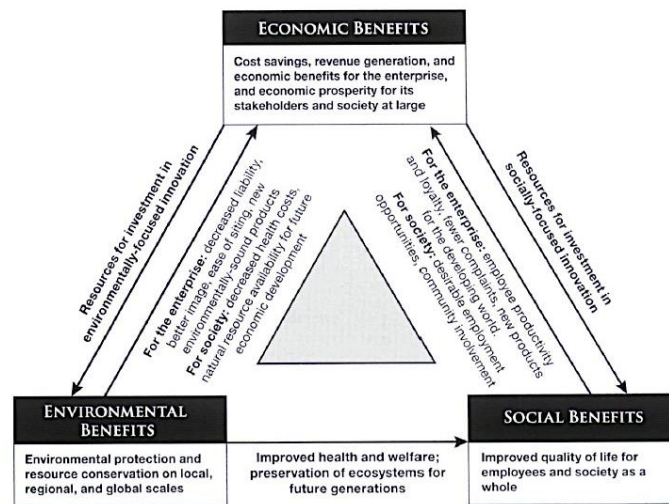 ECONOMIC BENEFITS
Cost savings, revenue generation, and
economic benefits for the enterprise,
and economic prosperity for its
stakeholders and society at large
Resources for investment in
environmentally-focused innovation
For the enterprise: decreased liability,
better image, ease of siting, new
environmentally-sound products
For society: decreased health costs,
natural resource availability for future
economic development
For the enterprise: employee productivity
and loyalty, fewer complaints, new products
for the developing world.
For society: desirable employment
opportunities, community involvement
Resources for investment in
socially-focused innovation
ENVIRONMENTAL
BENEFITS
Environmental protection and
resource conservation on local,
regional, and global scales
Improved health and welfare;
preservation of ecosystems for
future generations
SOCIAL BENEFITS
Improved quality of life for
employees and society as a
whole